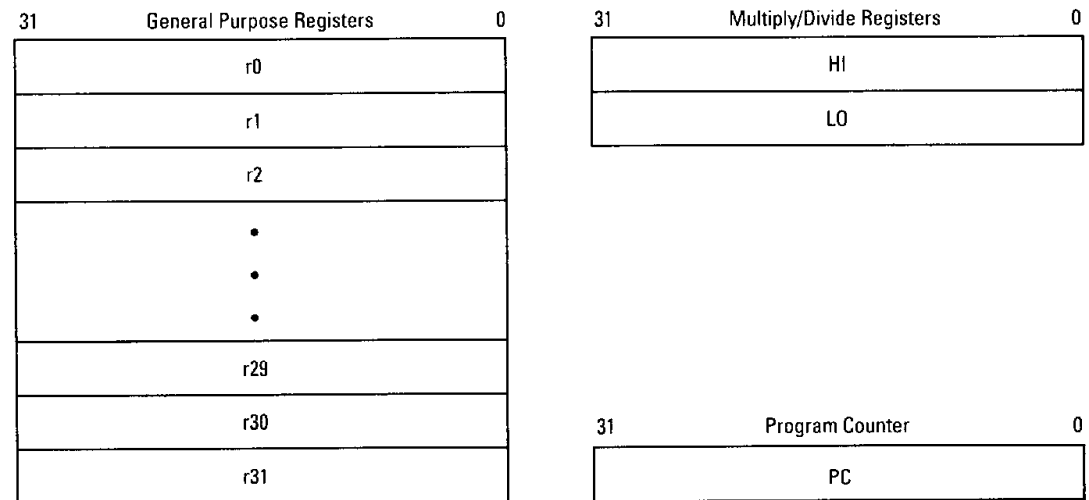 31 General Purpose Registers 0
r0
r1
r2
r29
r30
r31
31 Multiply/Divide Registers 0
HI
LO
31 Program Counter 0
PC